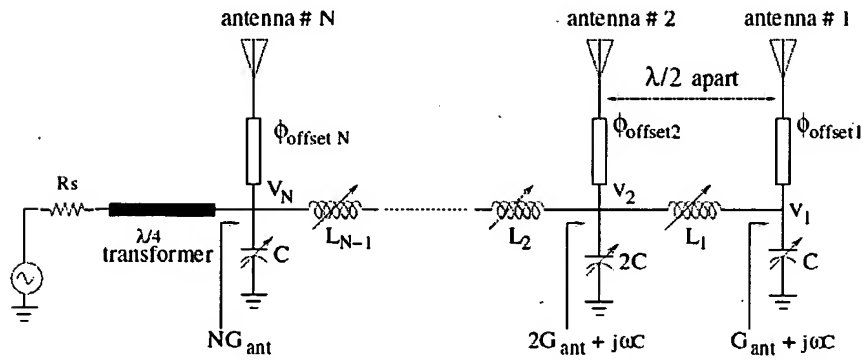 antenna # N
antenna # 2
antenna # 1
λ/2 apart
ϕoffset N
ϕoffset2
ϕoffset1
Rs
VN
V2
V1
λ/4
transformer
C
LN−1
L2
2C
L1
C
NGant
2Gant + jωC
Gant + jωC